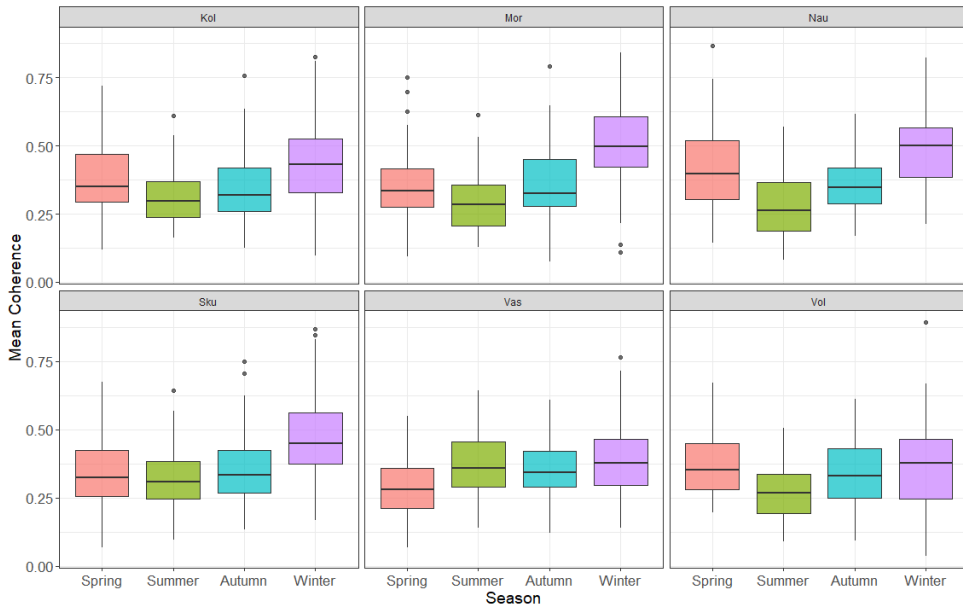 Kol
Mor
Nau
0.75
0.50
0.25
0.00
Sku
Vas
Vol
0.75
0.50
0.25
0.00
Mean Coherence
Spring Summer Autumn Winter
Spring Summer Autumn Winter
Spring Summer Autumn Winter
Season